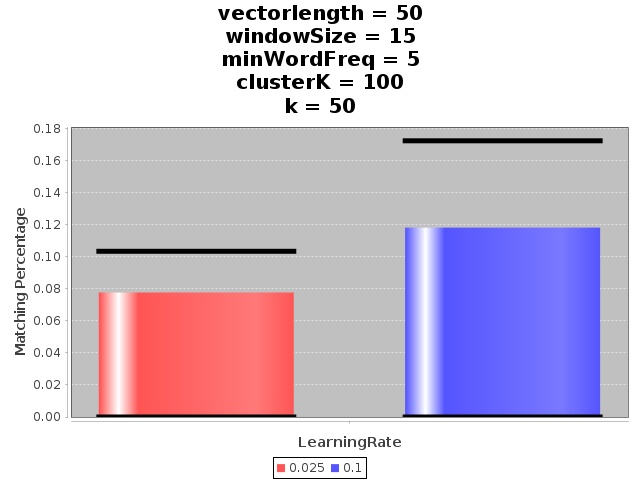 vectorlength = 50
windowSize = 15
minWordFreq = 5
clusterK = 100
k = 50
0.18
0.16
0.14
0.12
0.10
0.08
0.06
0.04
0.02
0.00
Matching Percentage
LearningRate
0.025 0.1